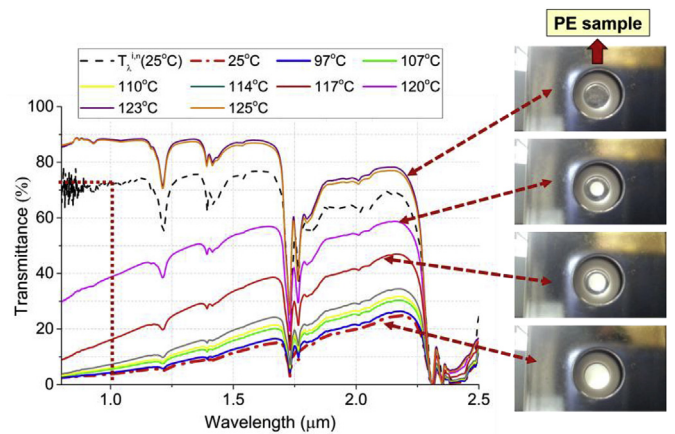 PE sample
Tλ^i,n(25°C) 25°C 97°C 107°C
110°C 114°C 117°C 120°C
123°C 125°C
Transmittance (%)
100
80
60
40
20
0
1.0 1.5 2.0 2.5
Wavelength (μm)